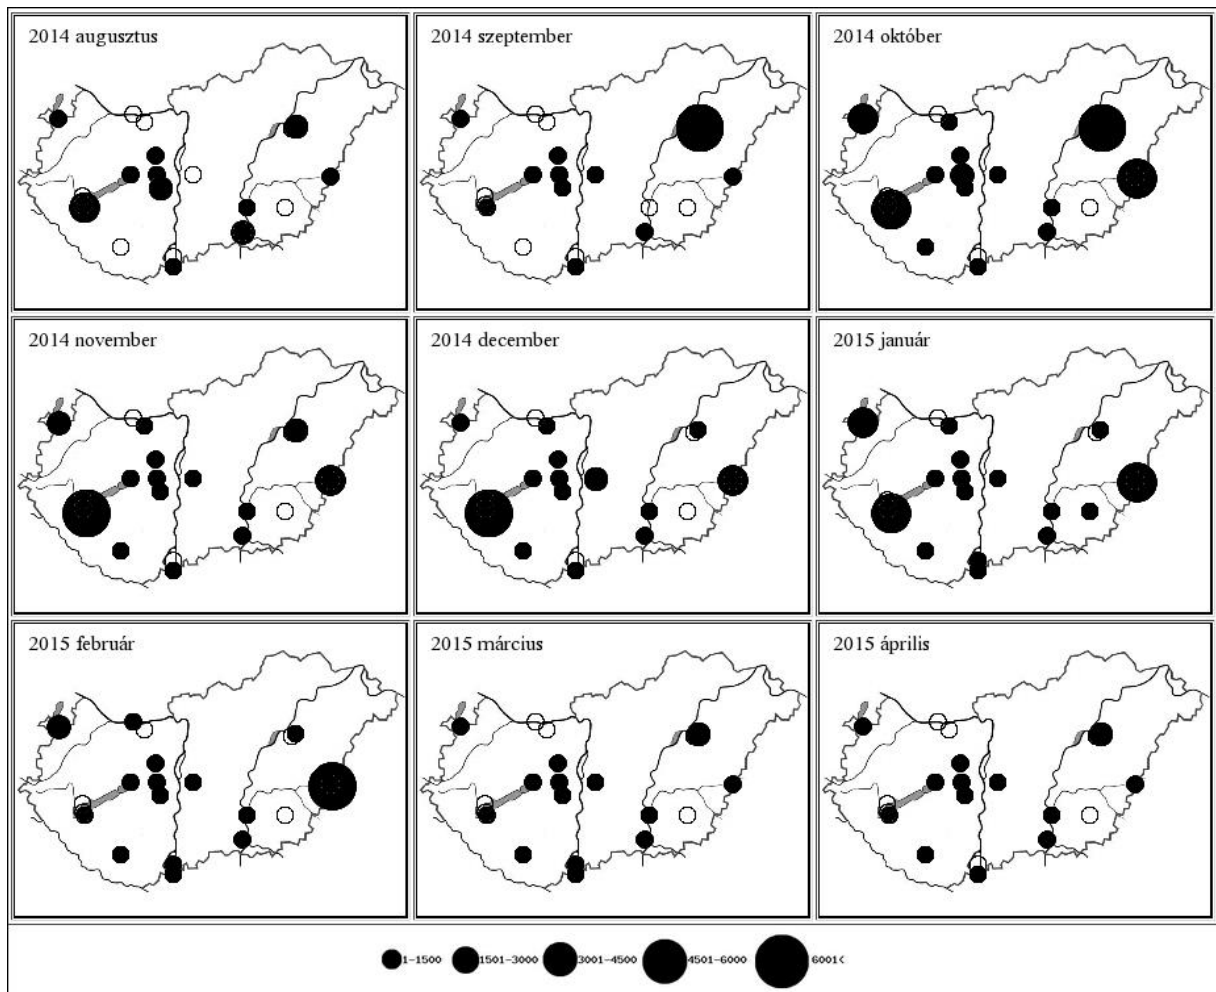 2014 augusztus
2014 szeptember
2014 október
2014 november
2014 december
2015 január
2015 február
2015 március
2015 április
1-1500 1501-3000 3001-4500 4501-6000 6001<